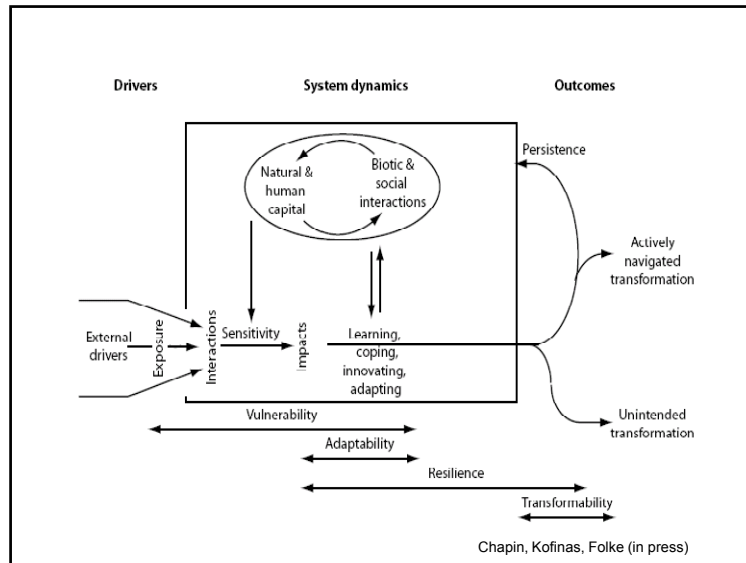 Drivers
System dynamics
Outcomes
Natural &
human
capital
Biotic &
social
interactions
Persistence
Actively
navigated
transformation
External
drivers
Exposure
Interactions
Sensitivity
Impacts
Learning,
coping,
innovating,
adapting
Unintended
transformation
Vulnerability
Adaptability
Resilience
Transformability
Chapin, Kofinas, Folke (in press)